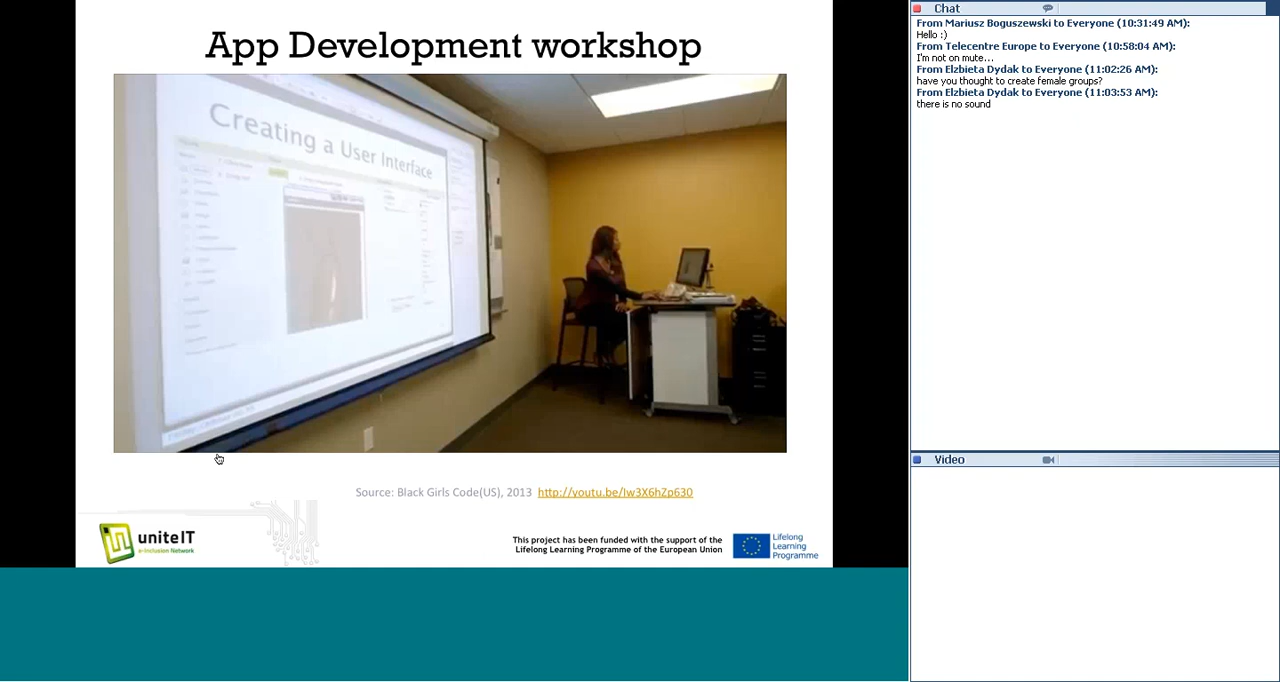 App Development workshop
Creating a User Interface
Source: Black Girls Code(US), 2013 http://youtu.be/Iw3X6hZp630
uniteIT
e-Inclusion Network
This project has been funded with the support of the
Lifelong Learning Programme of the European Union
Lifelong
Learning
Programme
Chat
From Mariusz Boguszewski to Everyone (10:31:49 AM):
Hello :)
From Telecentre Europe to Everyone (10:58:04 AM):
I'm not on mute...
From Elzbieta Dydak to Everyone (11:02:26 AM):
have you thought to create female groups?
From Elzbieta Dydak to Everyone (11:03:53 AM):
there is no sound
Video